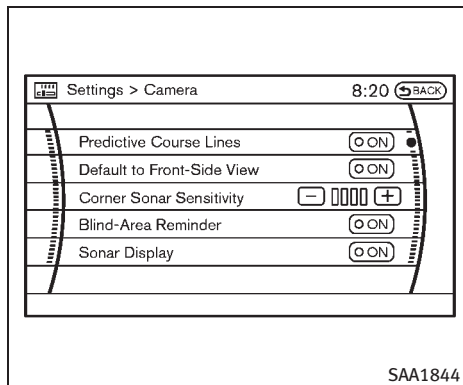 Settings > Camera 8:20 BACK
Predictive Course Lines ON
Default to Front-Side View ON
Corner Sonar Sensitivity - +
Blind-Area Reminder ON
Sonar Display ON
SAA1844